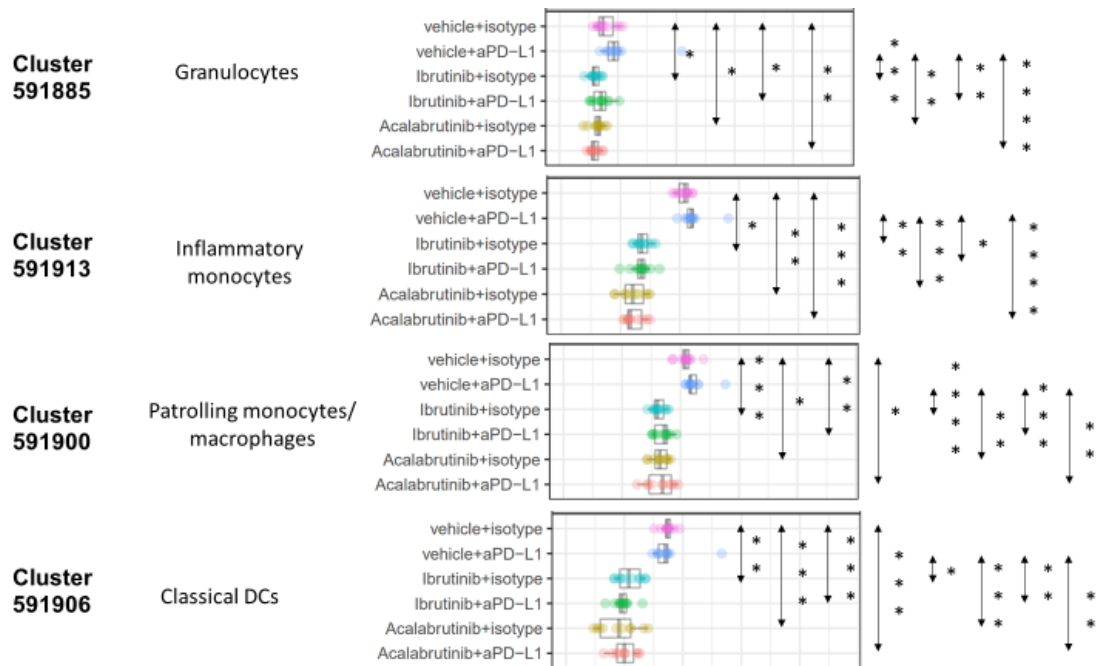 Cluster
591885
Granulocytes
vehicle+isotype
vehicle+aPD−L1
Ibrutinib+isotype
Ibrutinib+aPD−L1
Acalabrutinib+isotype
Acalabrutinib+aPD−L1
* * * * * * * * * * * * * * * *
Cluster
591913
Inflammatory
monocytes
vehicle+isotype
vehicle+aPD−L1
Ibrutinib+isotype
Ibrutinib+aPD−L1
Acalabrutinib+isotype
Acalabrutinib+aPD−L1
* * * * * * * * * * * * * * * *
Cluster
591900
Patrolling monocytes/
macrophages
vehicle+isotype
vehicle+aPD−L1
Ibrutinib+isotype
Ibrutinib+aPD−L1
Acalabrutinib+isotype
Acalabrutinib+aPD−L1
* * * * * * * * * * * * * * * * * *
Cluster
591906
Classical DCs
vehicle+isotype
vehicle+aPD−L1
Ibrutinib+isotype
Ibrutinib+aPD−L1
Acalabrutinib+isotype
Acalabrutinib+aPD−L1
* * * * * * * * * * * * * * * * * * *